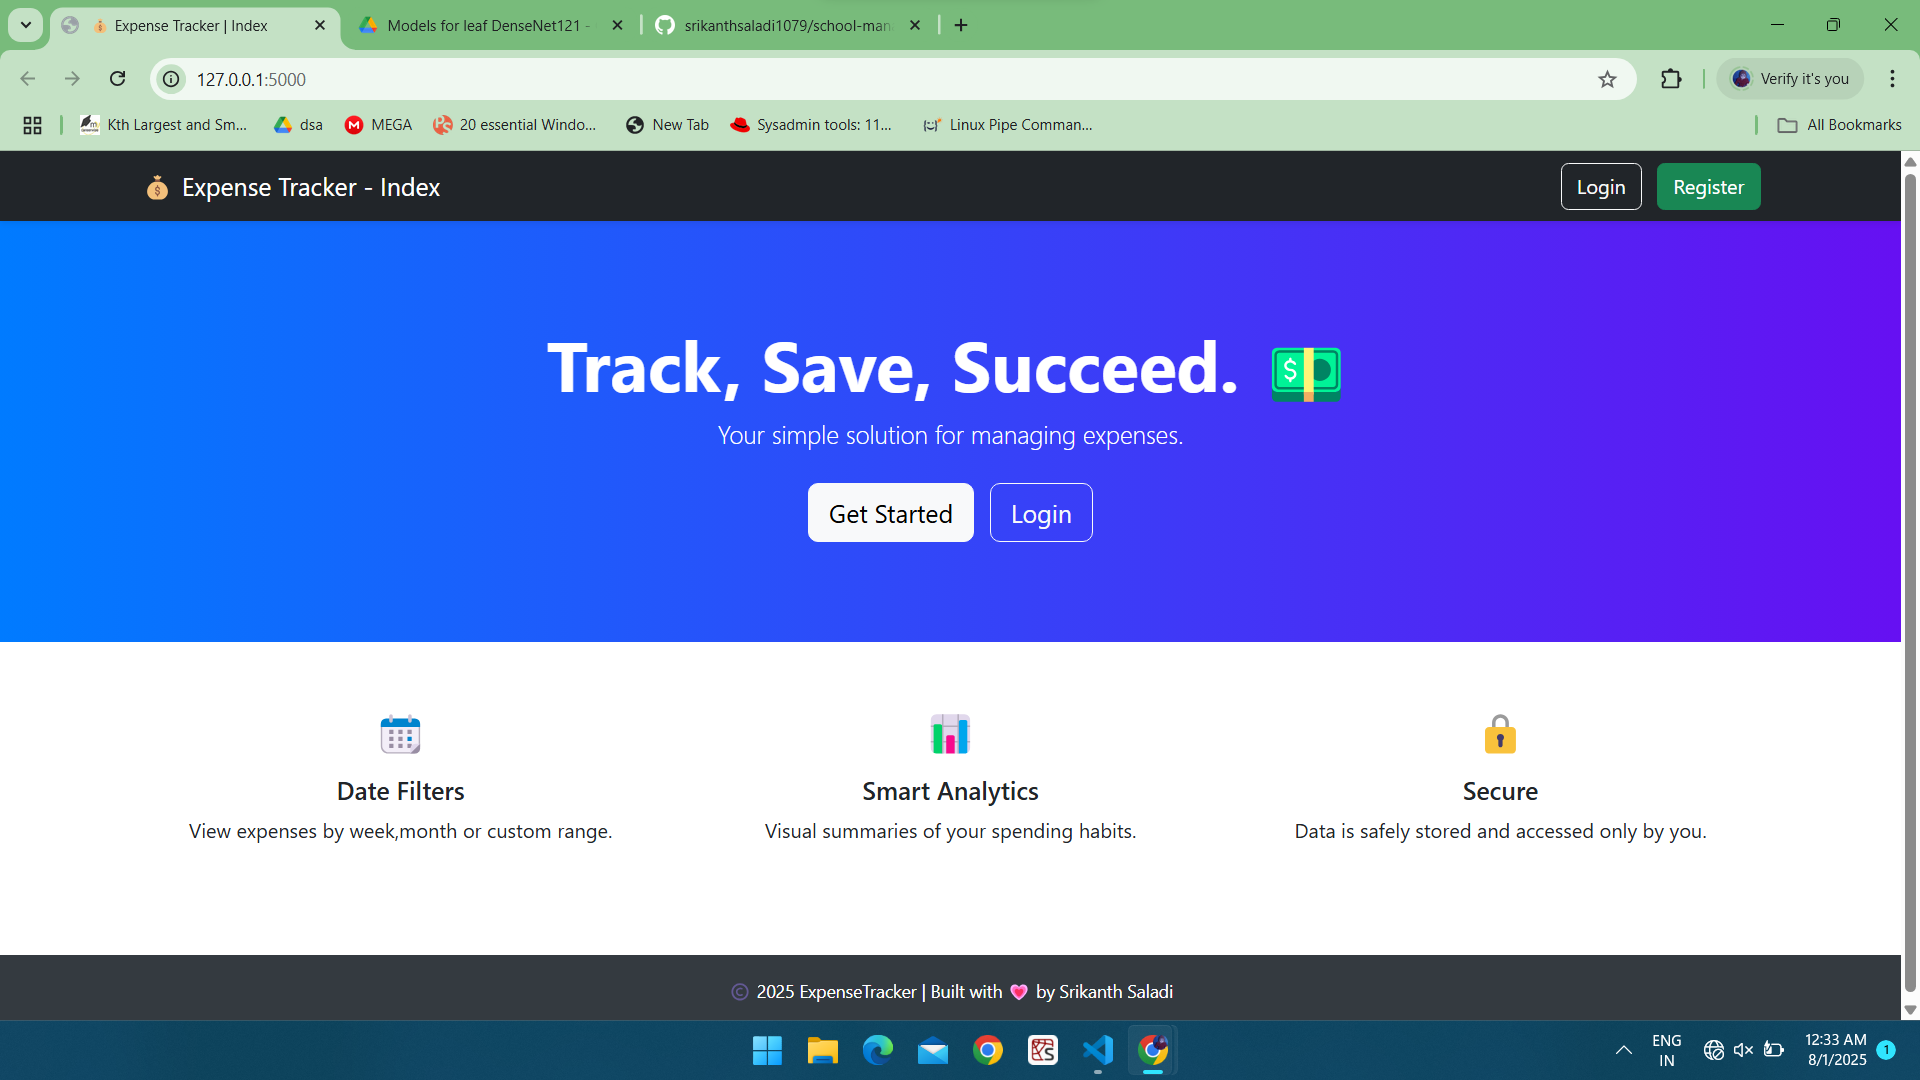 Expense Tracker | Index
Models for leaf DenseNet121 -
srikanthsaladi1079/school-man
127.0.0.1:5000
Verify it's you
Kth Largest and Sm...
dsa
MEGA
20 essential Windo...
New Tab
Sysadmin tools: 11...
Linux Pipe Comman...
All Bookmarks
Expense Tracker - Index
Login
Register
Track, Save, Succeed.
Your simple solution for managing expenses.
Get Started
Login
Date Filters
View expenses by week,month or custom range.
Smart Analytics
Visual summaries of your spending habits.
Secure
Data is safely stored and accessed only by you.
© 2025 ExpenseTracker | Built with 💗 by Srikanth Saladi
ENG
IN
12:33 AM
8/1/2025
1